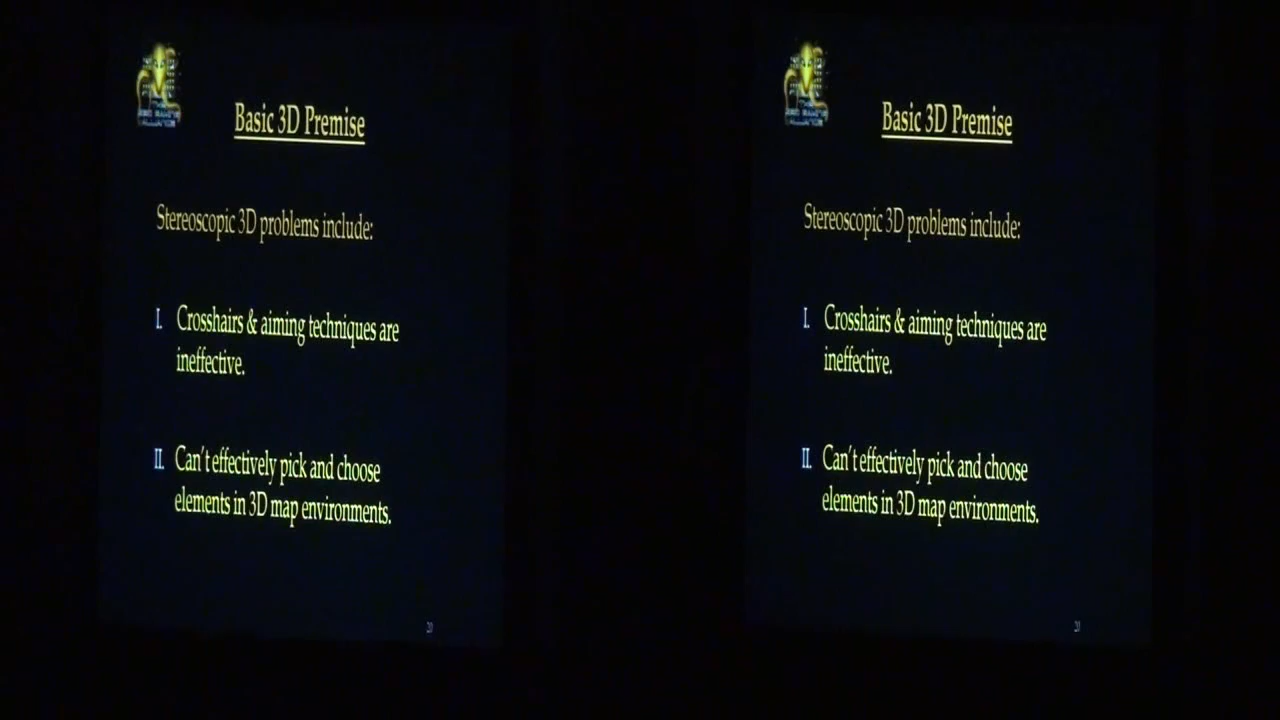 Basic 3D Premise
Stereoscopic 3D problems include:
I. Crosshairs & aiming techniques are
ineffective.
II. Can't effectively pick and choose
elements in 3D map environments.
20
Basic 3D Premise
Stereoscopic 3D problems include:
I. Crosshairs & aiming techniques are
ineffective.
II. Can't effectively pick and choose
elements in 3D map environments.
20